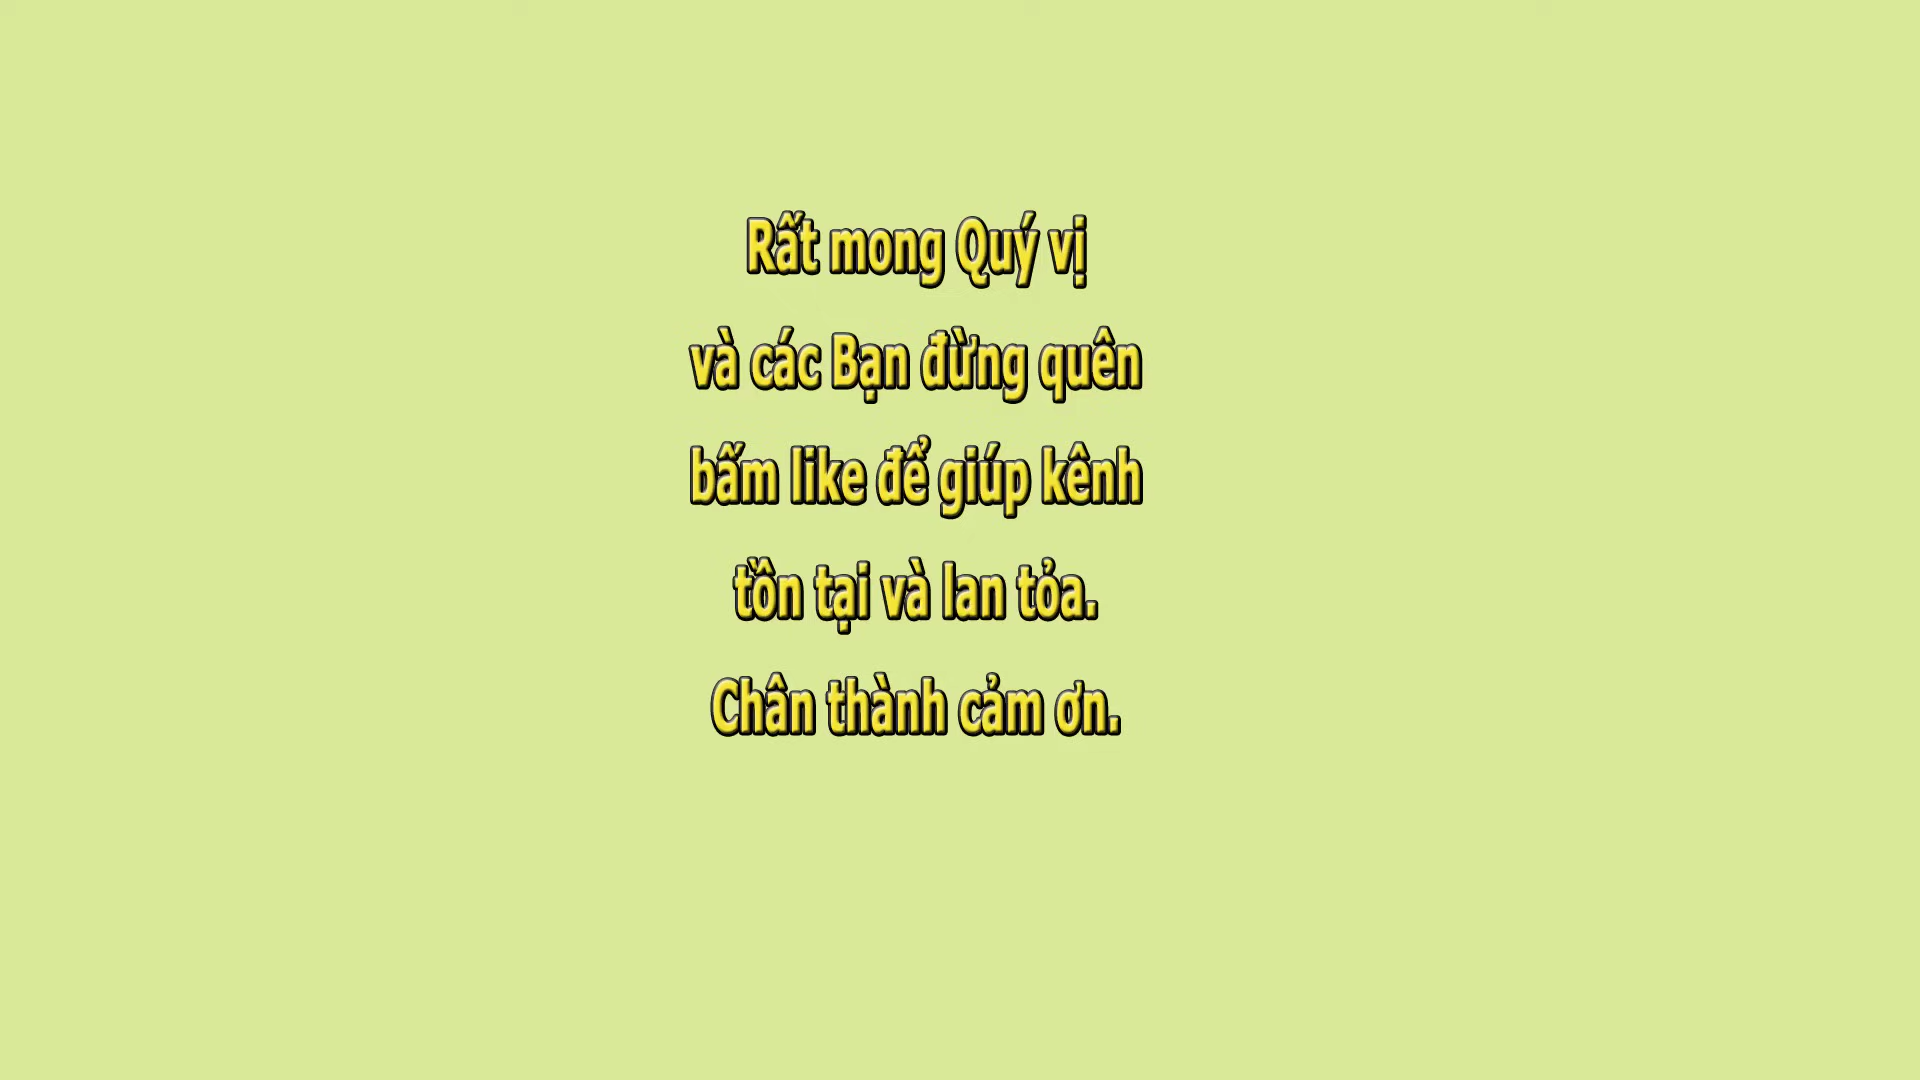 Rất mong Quý vị
và các Bạn đừng quên
bấm like để giúp kênh
tồn tại và lan tỏa.
Chân thành cảm ơn.